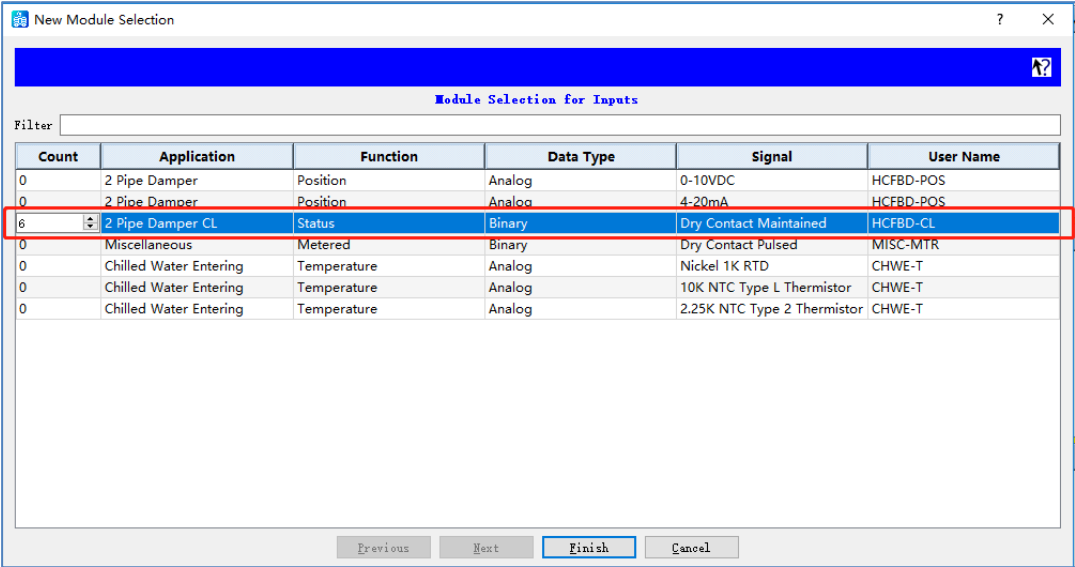 New Module Selection ?
Module Selection for Inputs
Filter
Count Application Function Data Type Signal User Name
0 2 Pipe Damper Position Analog 0-10VDC HCFBD-POS
0 2 Pipe Damper Position Analog 4-20mA HCFBD-POS
6 2 Pipe Damper CL Status Binary Dry Contact Maintained HCFBD-CL
0 Miscellaneous Metered Binary Dry Contact Pulsed MISC-MTR
0 Chilled Water Entering Temperature Analog Nickel 1K RTD CHWE-T
0 Chilled Water Entering Temperature Analog 10K NTC Type L Thermistor CHWE-T
0 Chilled Water Entering Temperature Analog 2.25K NTC Type 2 Thermistor CHWE-T
Previous Next Finish Cancel